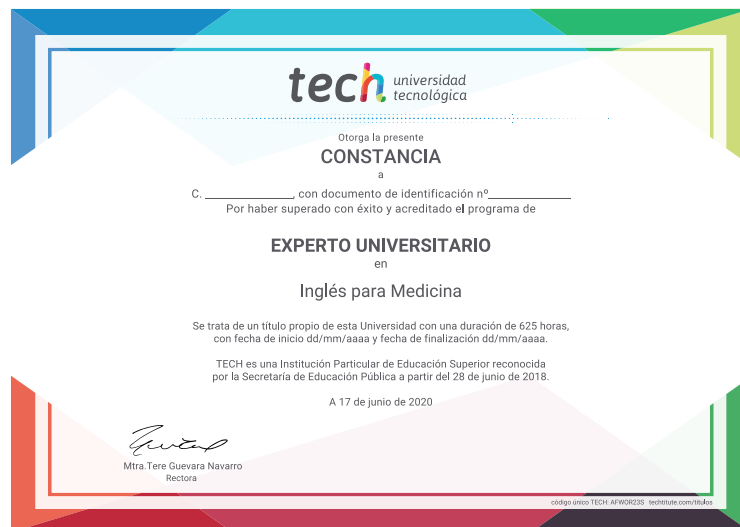 tech universidad
tecnológica
Otorga la presente
CONSTANCIA
a
C. ______________, con documento de identificación nº_____________
Por haber superado con éxito y acreditado el programa de
EXPERTO UNIVERSITARIO
en
Inglés para Medicina
Se trata de un título propio de esta Universidad con una duración de 625 horas,
con fecha de inicio dd/mm/aaaa y fecha de finalización dd/mm/aaaa.
TECH es una Institución Particular de Educación Superior reconocida
por la Secretaría de Educación Pública a partir del 28 de junio de 2018.
A 17 de junio de 2020
Mtra.Tere Guevara Navarro
Rectora
código único TECH: AFWOR23S techtitute.com/titulos